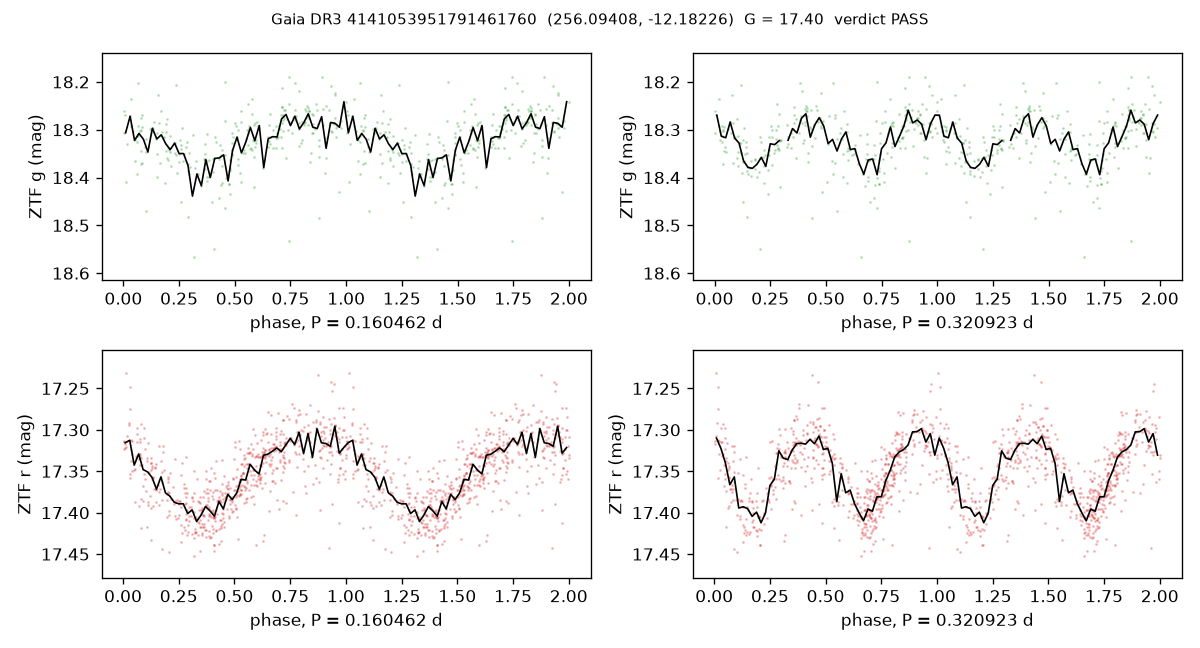 Gaia DR3 4141053951791461760 (256.09408, -12.18226) G = 17.40 verdict PASS
ZTF g (mag)
18.2
18.3
18.4
18.5
18.6
0.00 0.25 0.50 0.75 1.00 1.25 1.50 1.75 2.00
phase, P = 0.160462 d
ZTF g (mag)
18.2
18.3
18.4
18.5
18.6
0.00 0.25 0.50 0.75 1.00 1.25 1.50 1.75 2.00
phase, P = 0.320923 d
ZTF r (mag)
17.25
17.30
17.35
17.40
17.45
0.00 0.25 0.50 0.75 1.00 1.25 1.50 1.75 2.00
phase, P = 0.160462 d
ZTF r (mag)
17.25
17.30
17.35
17.40
17.45
0.00 0.25 0.50 0.75 1.00 1.25 1.50 1.75 2.00
phase, P = 0.320923 d